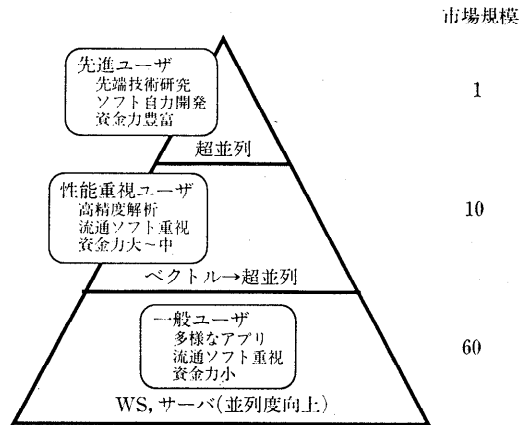 市場規模
先進ユーザ
先端技術研究
ソフト自力開発
資金力豊富
1
超並列
性能重視ユーザ
高精度解析
流通ソフト重視
資金力大～中
10
ベクトル→超並列
一般ユーザ
多様なアプリ
流通ソフト重視
資金力小
60
WS,サーバ(並列度向上)